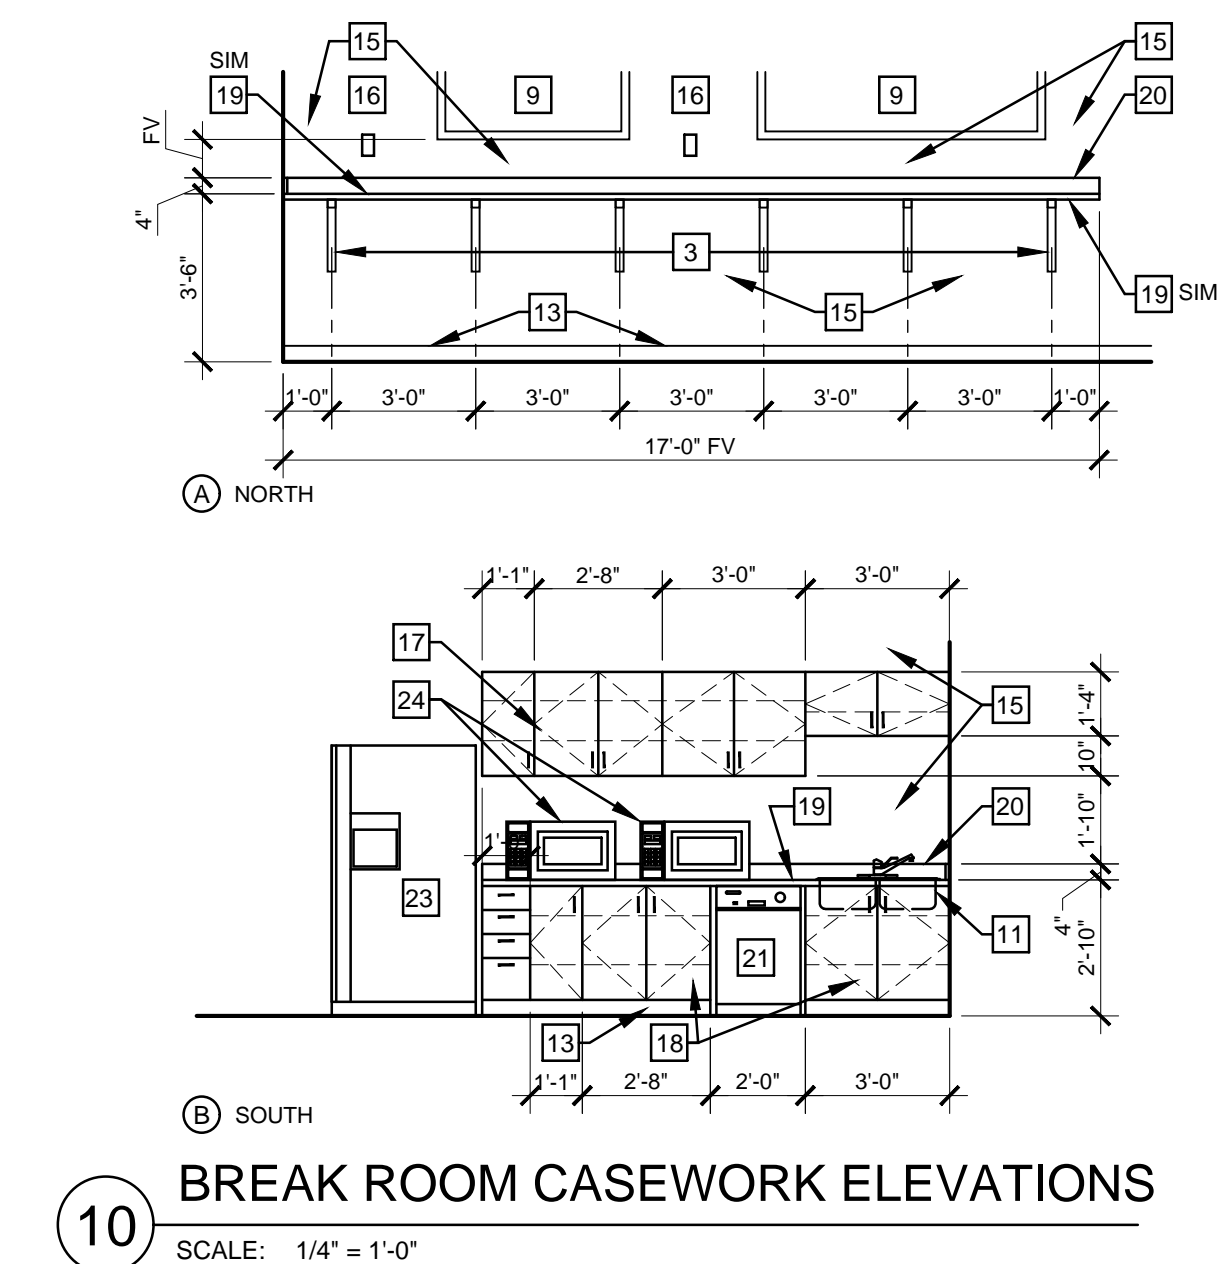 15 15
SIM
19 16 9 16 9 20
FV
4"
3'-6"
3
19 SIM
13 15
1'-0" 3'-0" 3'-0" 3'-0" 3'-0" 3'-0" 1'-0"
17'-0" FV
A NORTH
1'-1" 2'-8" 3'-0" 3'-0"
17
24 15
1'-4"
10"
19 20
1'-10"
23
11
4"
2'-10"
21
13 18
1'-1" 2'-8" 2'-0" 3'-0"
B SOUTH
10 BREAK ROOM CASEWORK ELEVATIONS
SCALE: 1/4" = 1'-0"